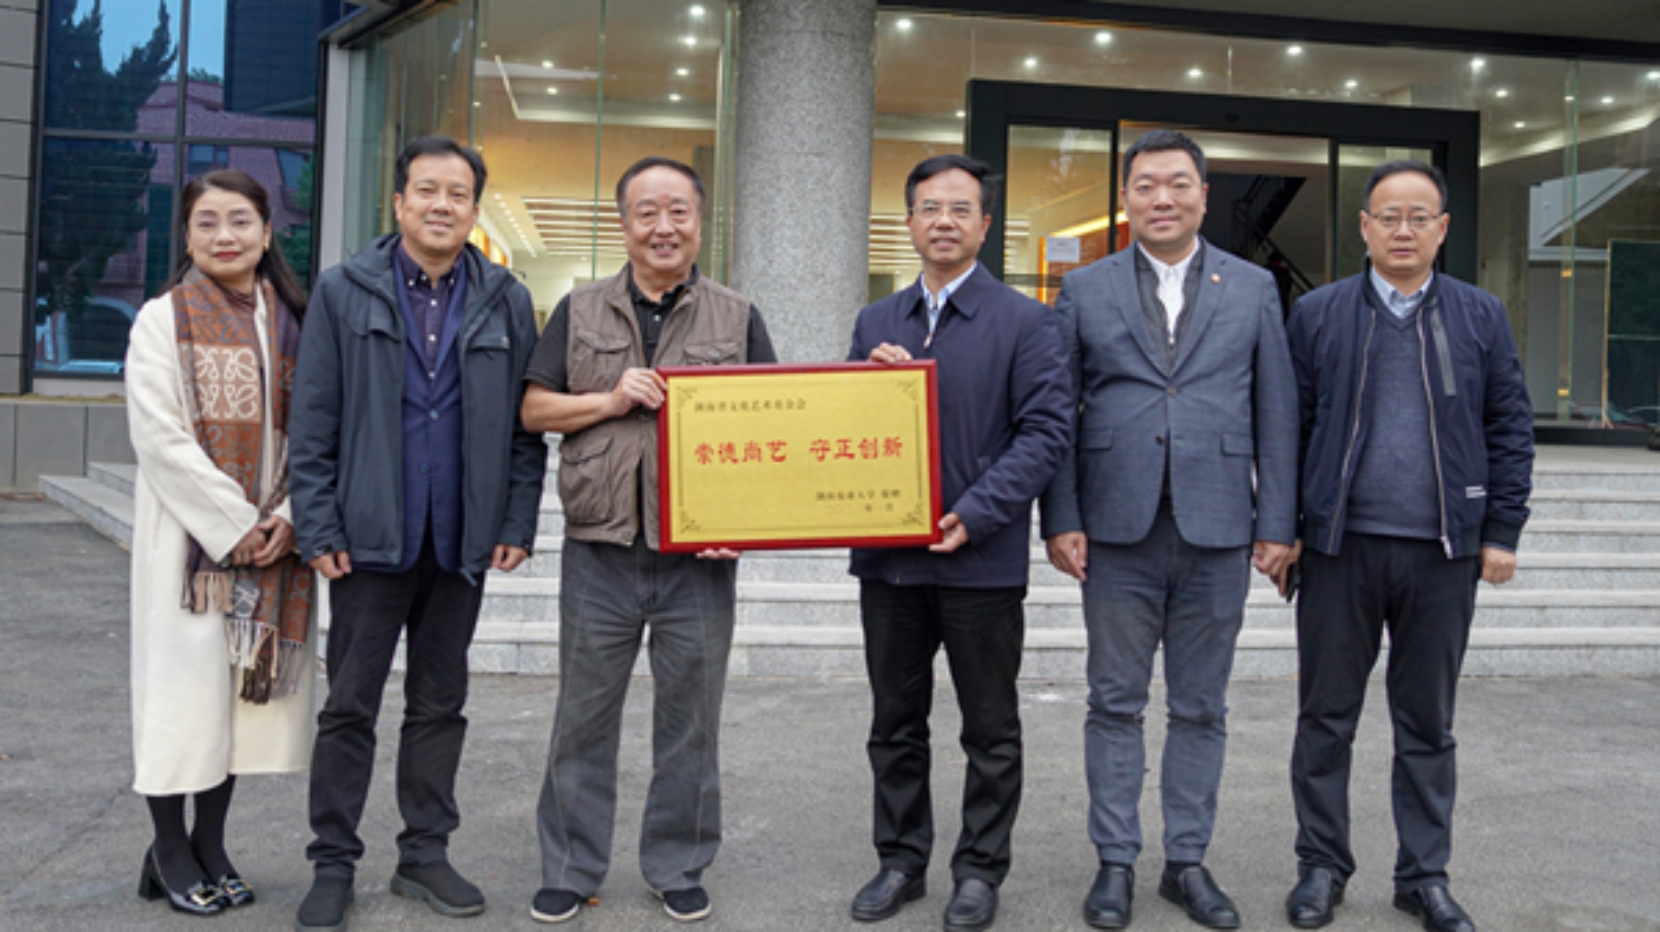 湖南省文化艺术基金会
崇德尚艺 守正创新
湖南农业大学 敬赠